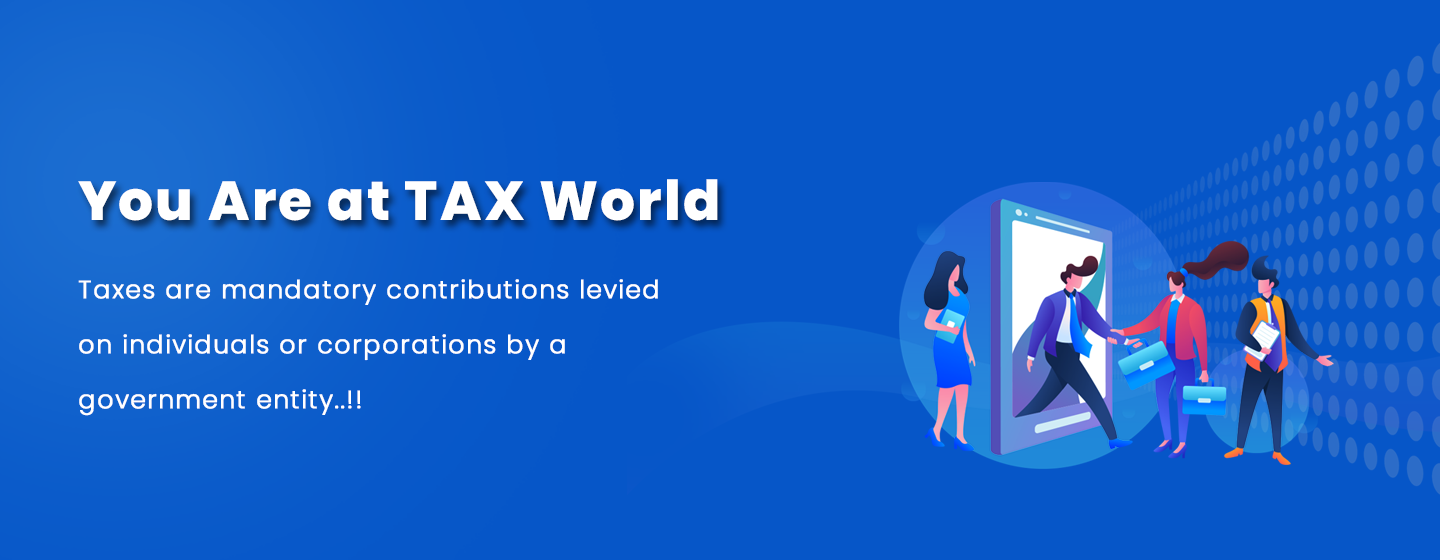 You Are at TAX World
Taxes are mandatory contributions levied
on individuals or corporations by a
government entity..!!